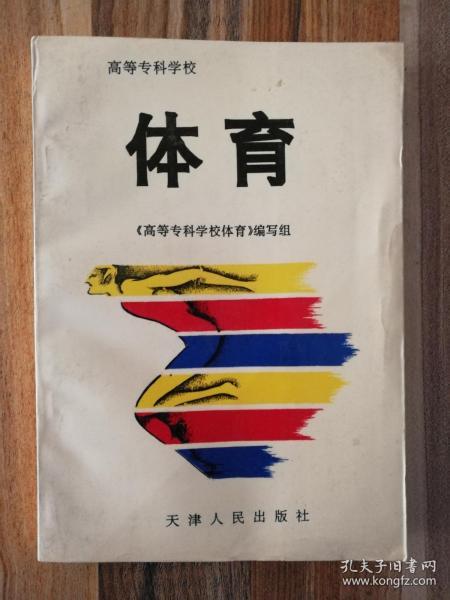 高等专科学校
体育
《高等专科学校体育》编写组
天津人民出版社
孔夫子旧书网
www.kongfz.com